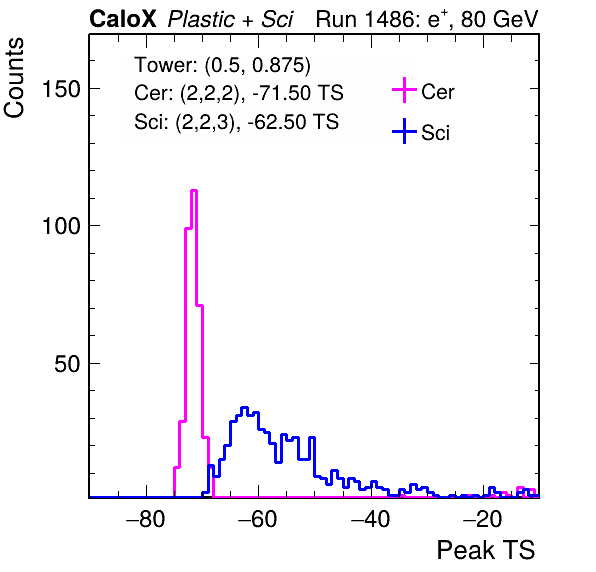 CaloX Plastic + Sci Run 1486: e⁺, 80 GeV
Counts
Tower: (0.5, 0.875)
Cer: (2,2,2), -71.50 TS
Sci: (2,2,3), -62.50 TS
Cer
Sci
150
100
50
−80 −60 −40 −20
Peak TS